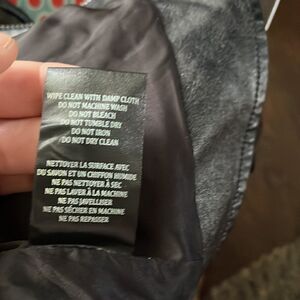 WIPE CLEAN WITH DAMP CLOTH
DO NOT MACHINE WASH
DO NOT BLEACH
DO NOT TUMBLE DRY
DO NOT IRON
DO NOT DRY CLEAN
NETTOYER LA SURFACE AVEC
DU SAVON ET UN CHIFFON HUMIDE
NE PAS NETTOYER À SEC
NE PAS LAVER À LA MACHINE
NE PAS JAVELLISER
NE PAS SÉCHER EN MACHINE
NE PAS REPASSER